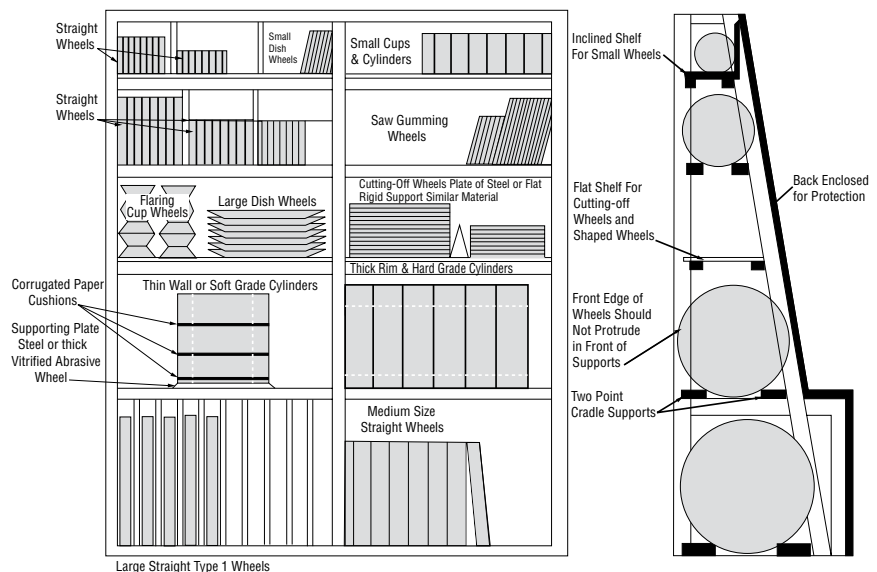 Straight
Wheels
Small
Dish
Wheels
Small Cups
& Cylinders
Straight
Wheels
Saw Gumming
Wheels
Flaring
Cup Wheels
Large Dish Wheels
Cutting-Off Wheels Plate of Steel or Flat
Rigid Support Similar Material
Corrugated Paper
Cushions
Thin Wall or Soft Grade Cylinders
Thick Rim & Hard Grade Cylinders
Supporting Plate
Steel or thick
Vitrified Abrasive
Wheel
Medium Size
Straight Wheels
Large Straight Type 1 Wheels
Inclined Shelf
For Small Wheels
Back Enclosed
for Protection
Flat Shelf For
Cutting-off
Wheels and
Shaped Wheels
Front Edge of
Wheels Should
Not Protrude
in Front of
Supports
Two Point
Cradle Supports